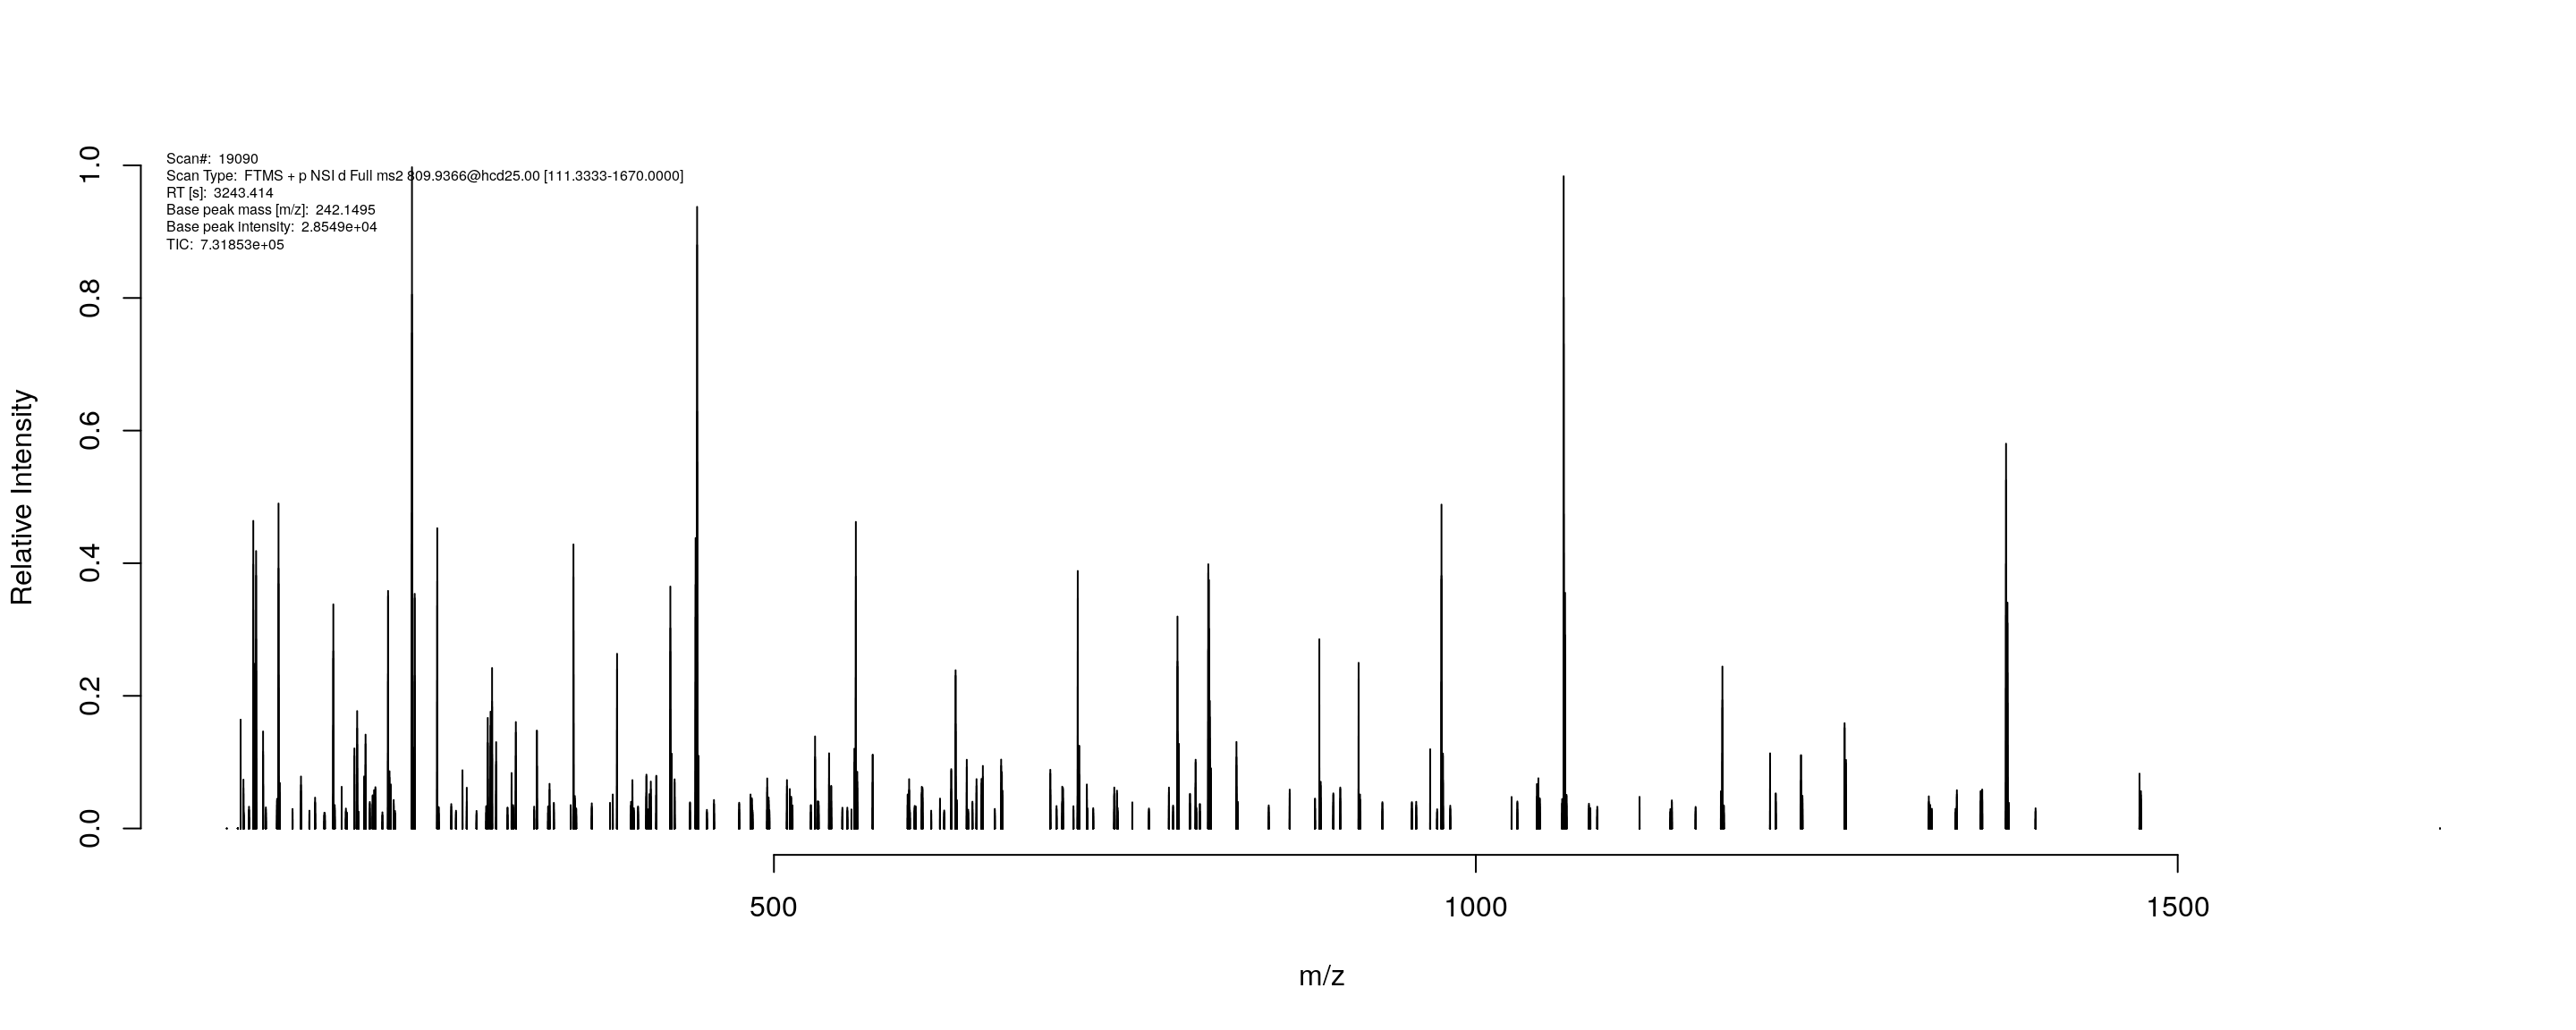 Scan#: 19090
Scan Type: FTMS + p NSI d Full ms2 809.9366@hcd25.00 [111.3333-1670.0000]
RT [s]: 3243.414
Base peak mass [m/z]: 242.1495
Base peak intensity: 2.8549e+04
TIC: 7.31853e+05
Relative Intensity
1.0
0.8
0.6
0.4
0.2
0.0
500 1000 1500
m/z